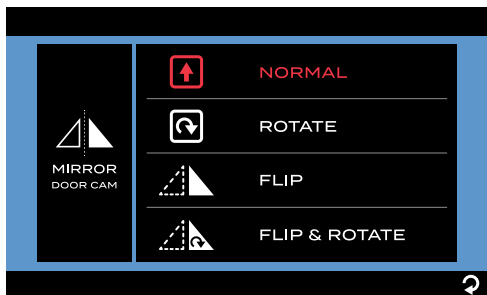 MIRROR
DOOR CAM
NORMAL
ROTATE
FLIP
FLIP & ROTATE